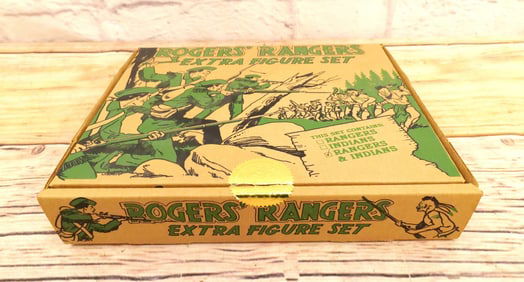 ROGERS' RANGERS
EXTRA FIGURE SET
THIS SET CONTAINS:
RANGERS
INDIANS
RANGERS
& INDIANS
ROGERS' RANGERS
EXTRA FIGURE SET